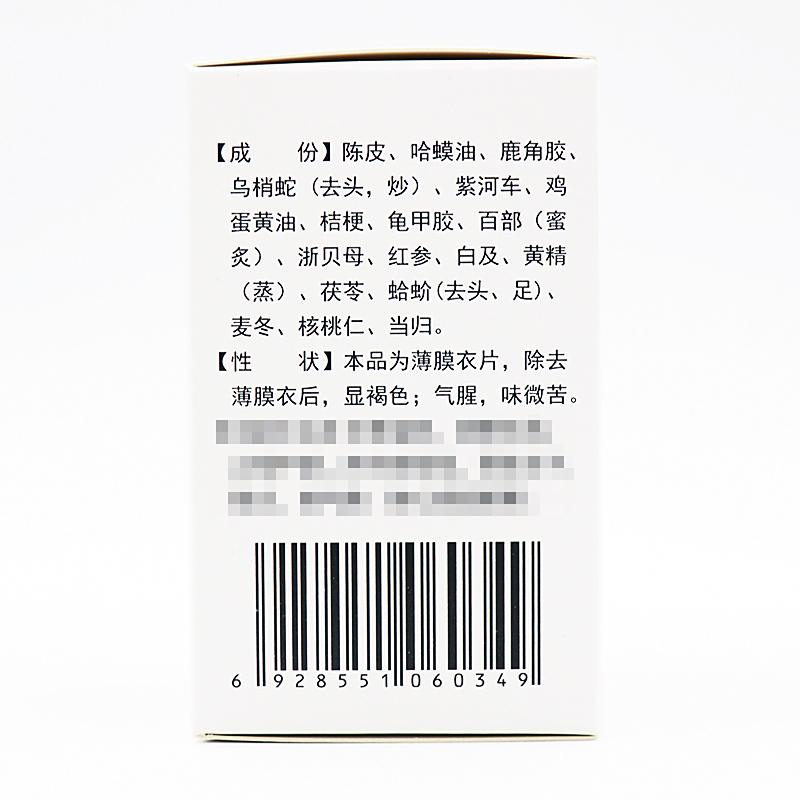 【成　　份】陈皮、哈蟆油、鹿角胶、
乌梢蛇（去头，炒）、紫河车、鸡
蛋黄油、桔梗、龟甲胶、百部（蜜
炙）、浙贝母、红参、白及、黄精
（蒸）、茯苓、蛤蚧(去头、足)、
麦冬、核桃仁、当归。
【性　　状】本品为薄膜衣片，除去
薄膜衣后，显褐色；气腥，味微苦。
6 928551 060349